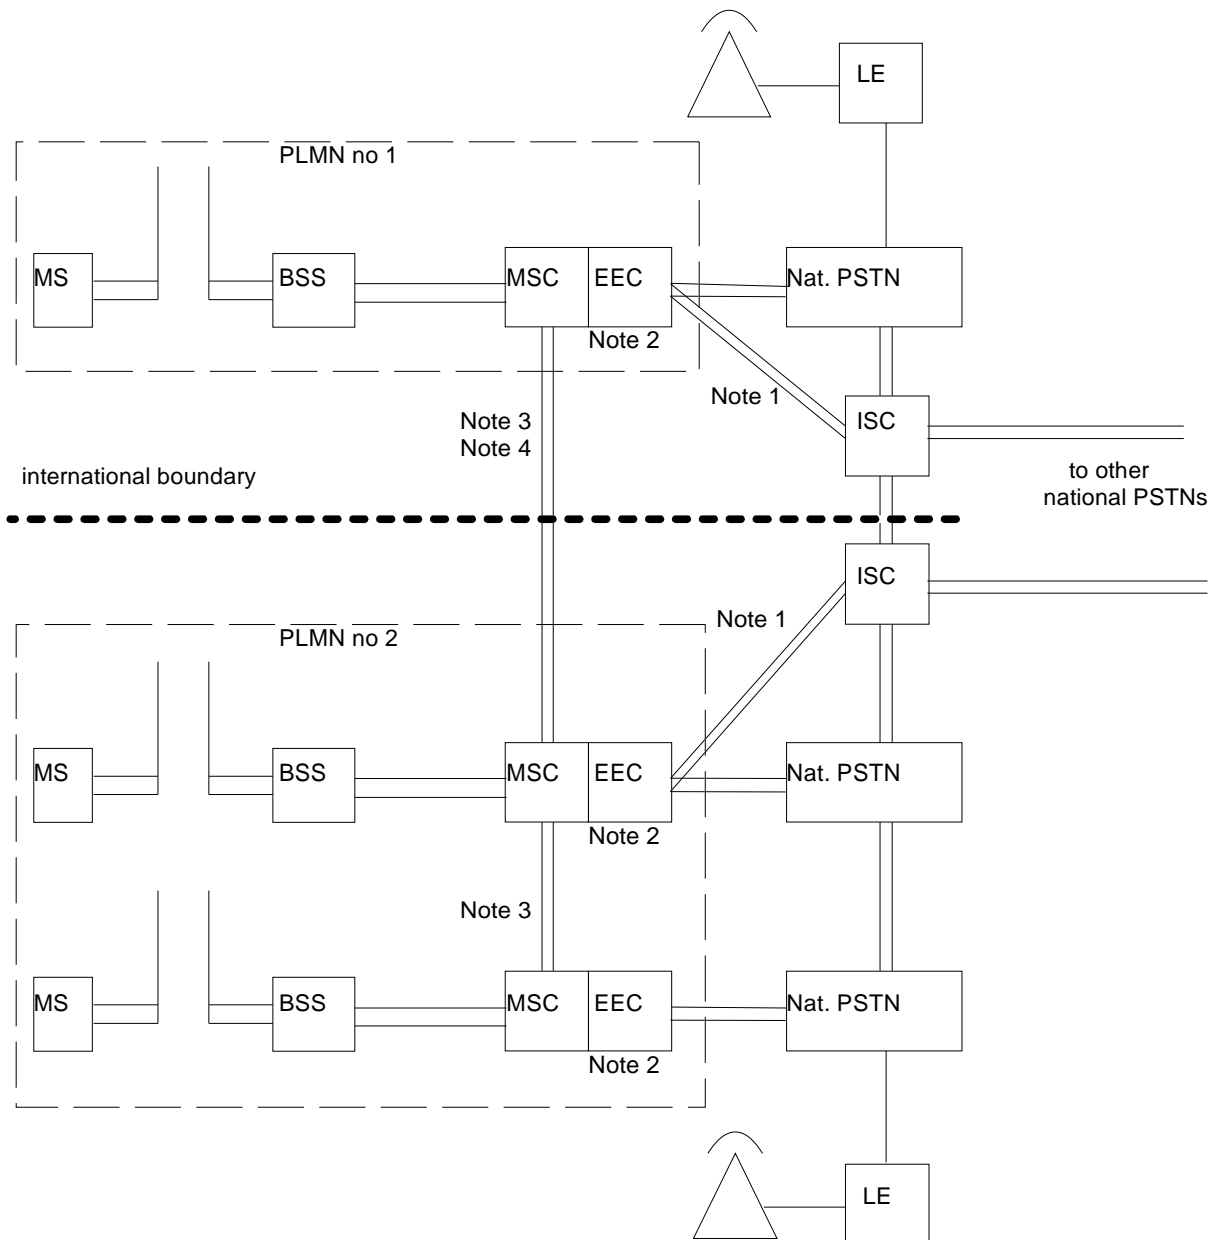 LE
PLMN no 1
MS
BSS
MSC
EEC
Nat. PSTN
Note 2
Note 1
Note 3
Note 4
ISC
international boundary
to other
national PSTNs
ISC
Note 1
PLMN no 2
MS
BSS
MSC
EEC
Nat. PSTN
Note 2
Note 3
MS
BSS
MSC
EEC
Nat. PSTN
Note 2
LE